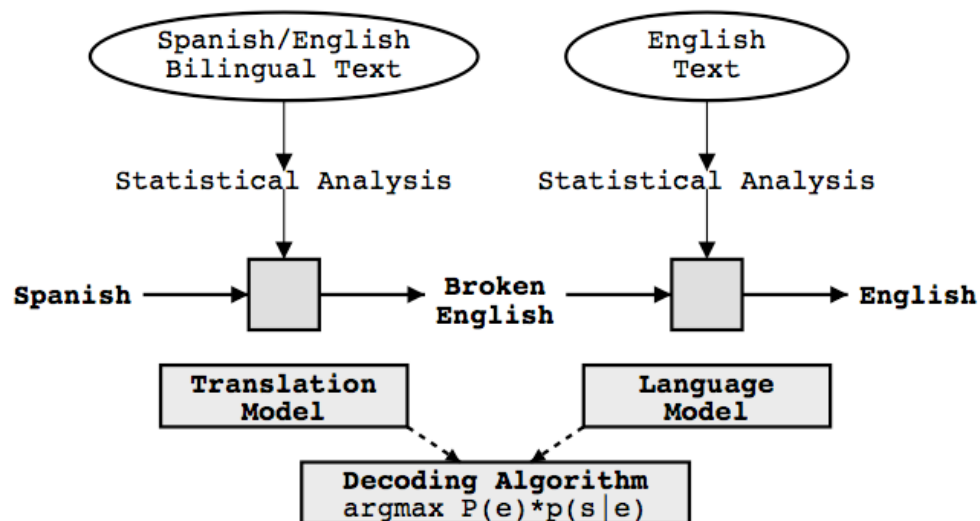 Spanish/English
Bilingual Text
English
Text
Statistical Analysis
Statistical Analysis
Spanish
Broken
English
English
Translation
Model
Language
Model
Decoding Algorithm
argmax P(e)*p(s|e)